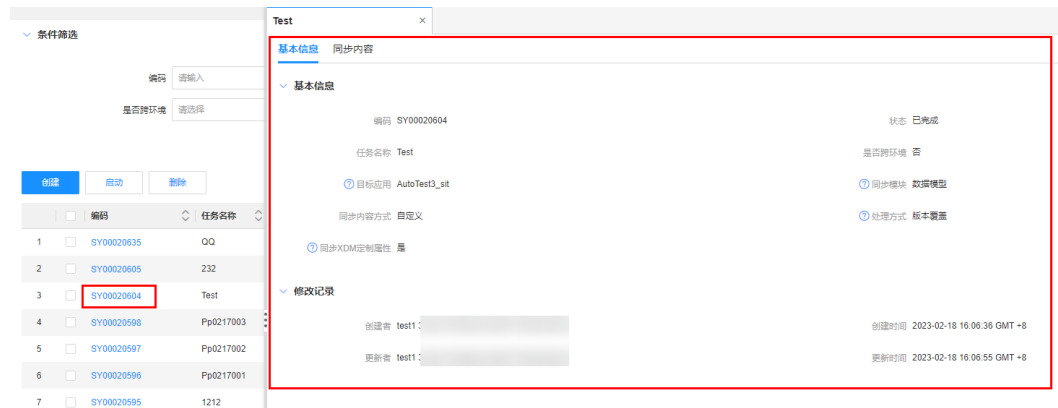 条件筛选
编码 请输入
是否跨环境 请选择
创建 启动 删除
编码 任务名称
1 SY00020635 QQ
2 SY00020605 232
3 SY00020604 Test
4 SY00020598 Pp0217003
5 SY00020597 Pp0217002
6 SY00020596 Pp0217001
7 SY00020595 1212
Test ×
基本信息 同步内容
基本信息
编码 SY00020604 状态 已完成
任务名称 Test 是否跨环境 否
目标应用 AutoTest3_sit 同步模块 数据模型
同步内容方式 自定义 处理方式 版本覆盖
同步XDM定制属性 是
修改记录
创建者 test1 创建时间 2023-02-18 16:06:36 GMT +8
更新者 test1 更新时间 2023-02-18 16:06:55 GMT +8